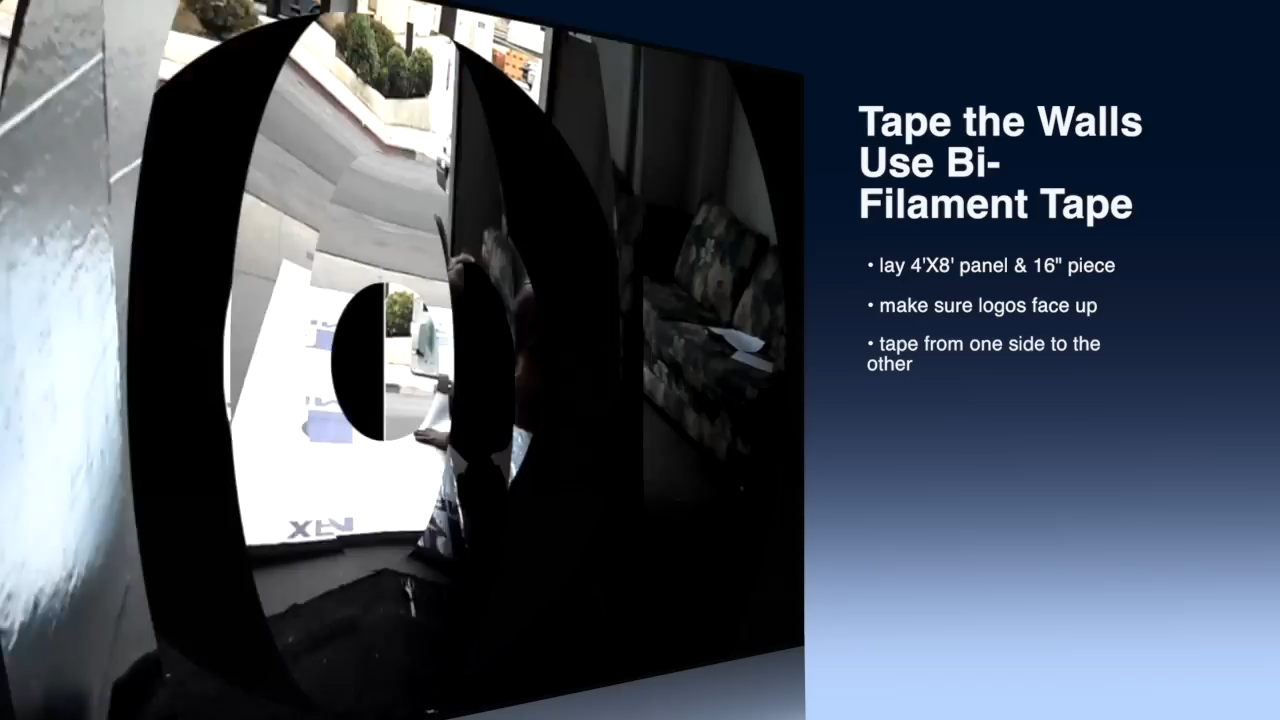 Tape the Walls
Use Bi-
Filament Tape
• lay 4'X8' panel & 16" piece
• make sure logos face up
• tape from one side to the
other